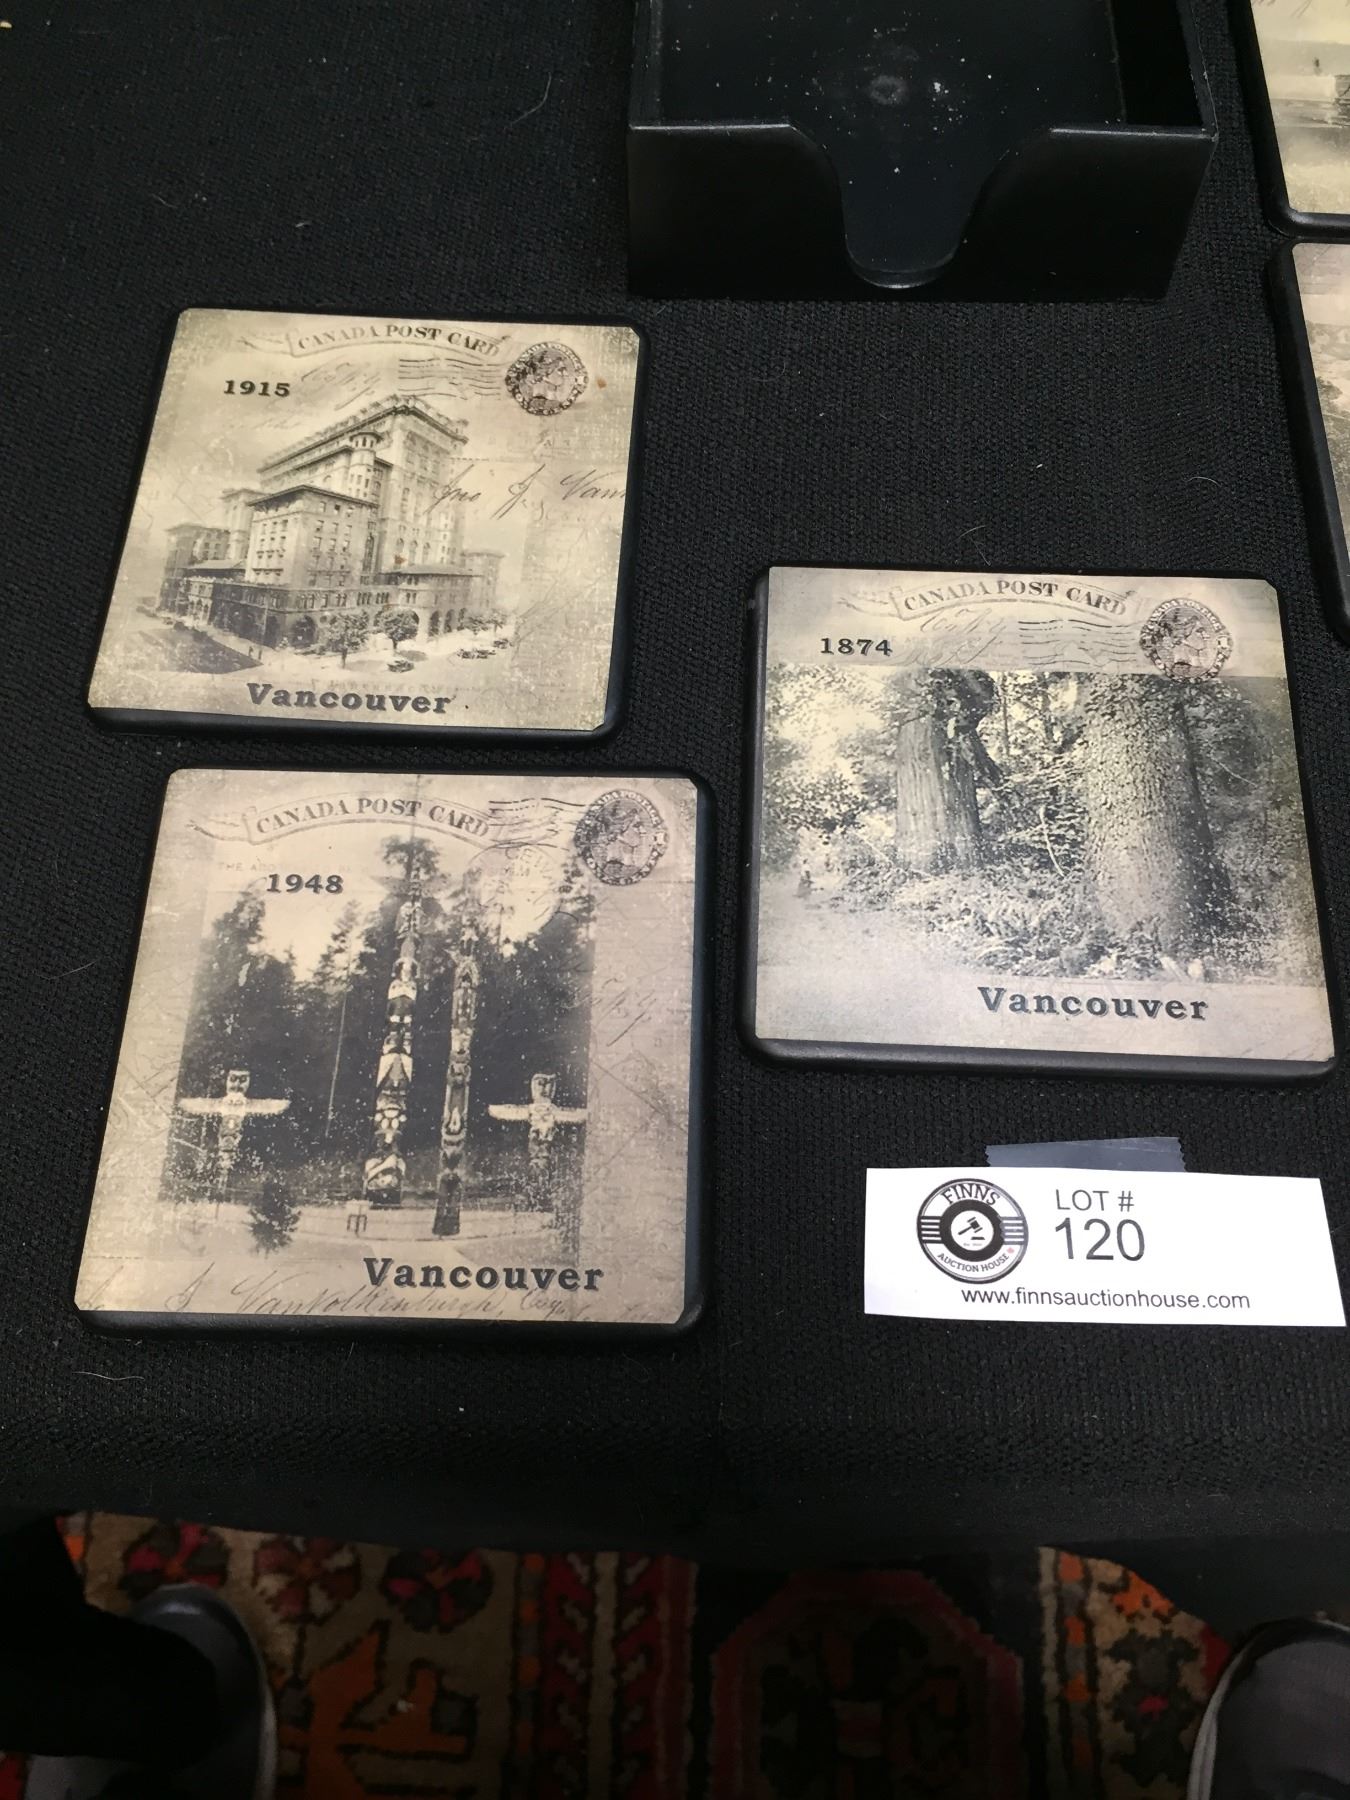 CANADA POST CARD
1915
Vancouver
CANADA POST CARD
1874
Vancouver
CANADA POST CARD
1948
Vancouver
FINNS
AUCTION HOUSE
LOT #
120
www.finnsauctionhouse.com